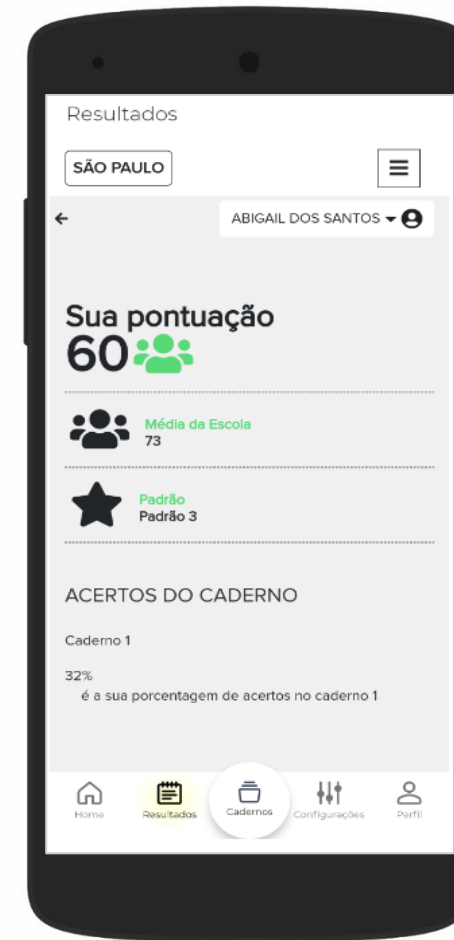 Resultados
SÃO PAULO
ABIGAIL DOS SANTOS
Sua pontuação
60
Média da Escola
73
Padrão
Padrão 3
ACERTOS DO CADERNO
Caderno 1
32%
é a sua porcentagem de acertos no caderno 1
Home Resultados Cadernos Configurações Perfil